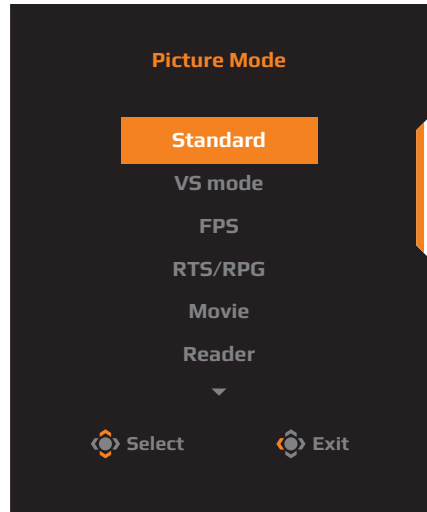 Picture Mode
Standard
VS mode
FPS
RTS/RPG
Movie
Reader
Select Exit